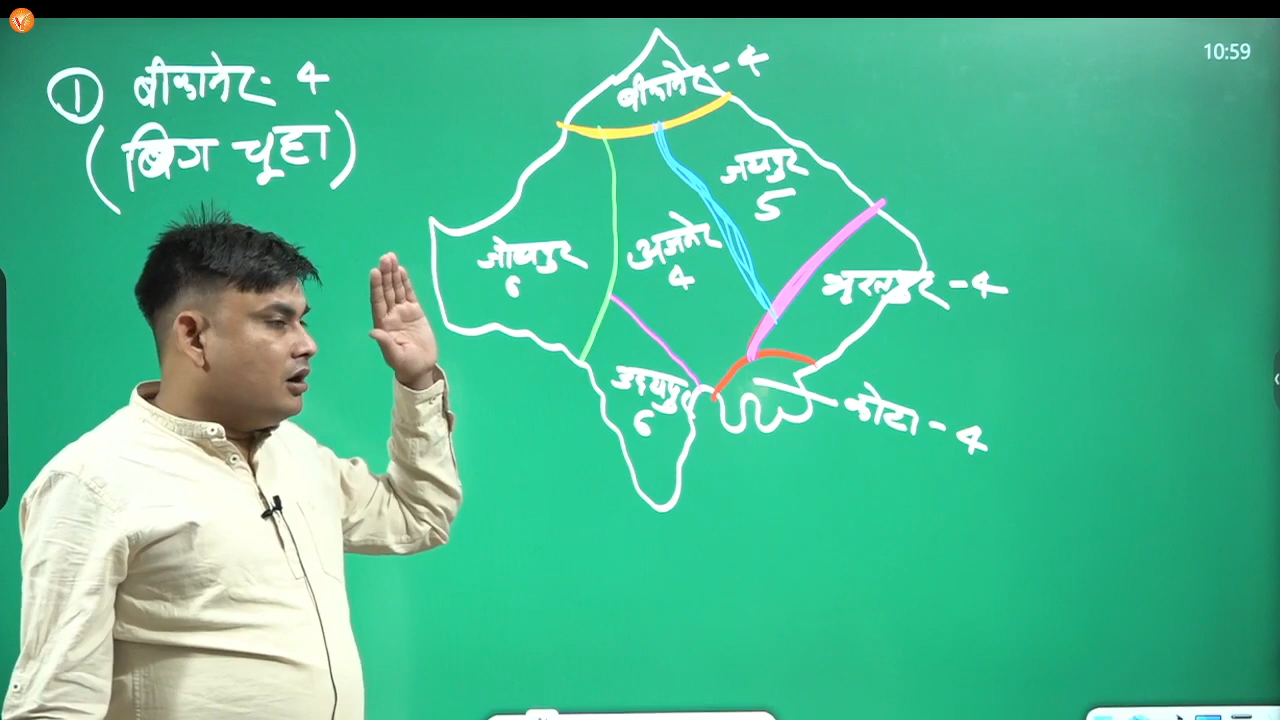 10:59
① बीकानेर - 4
(बिग चूहा)
बीकानेर - 4
जयपुर
5
जोधपुर
6
अजमेर
4
भरतपुर - 4
उदयपुर
6
कोटा - 4